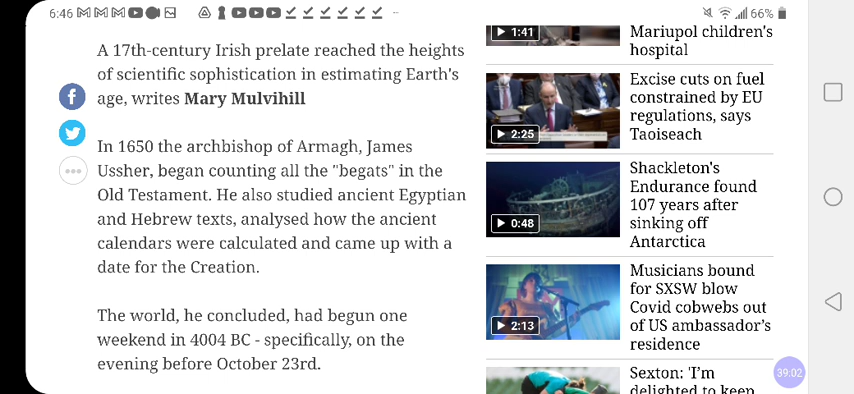 6:46
66%
A 17th-century Irish prelate reached the heights
of scientific sophistication in estimating Earth's
age, writes Mary Mulvihill
In 1650 the archbishop of Armagh, James
Ussher, began counting all the "begats" in the
Old Testament. He also studied ancient Egyptian
and Hebrew texts, analysed how the ancient
calendars were calculated and came up with a
date for the Creation.
The world, he concluded, had begun one
weekend in 4004 BC - specifically, on the
evening before October 23rd.
1:41
Mariupol children's
hospital
2:25
Excise cuts on fuel
constrained by EU
regulations, says
Taoiseach
0:48
Shackleton's
Endurance found
107 years after
sinking off
Antarctica
2:13
Musicians bound
for SXSW blow
Covid cobwebs out
of US ambassador's
residence
Sexton: 'I'm
delighted to keep
39:02